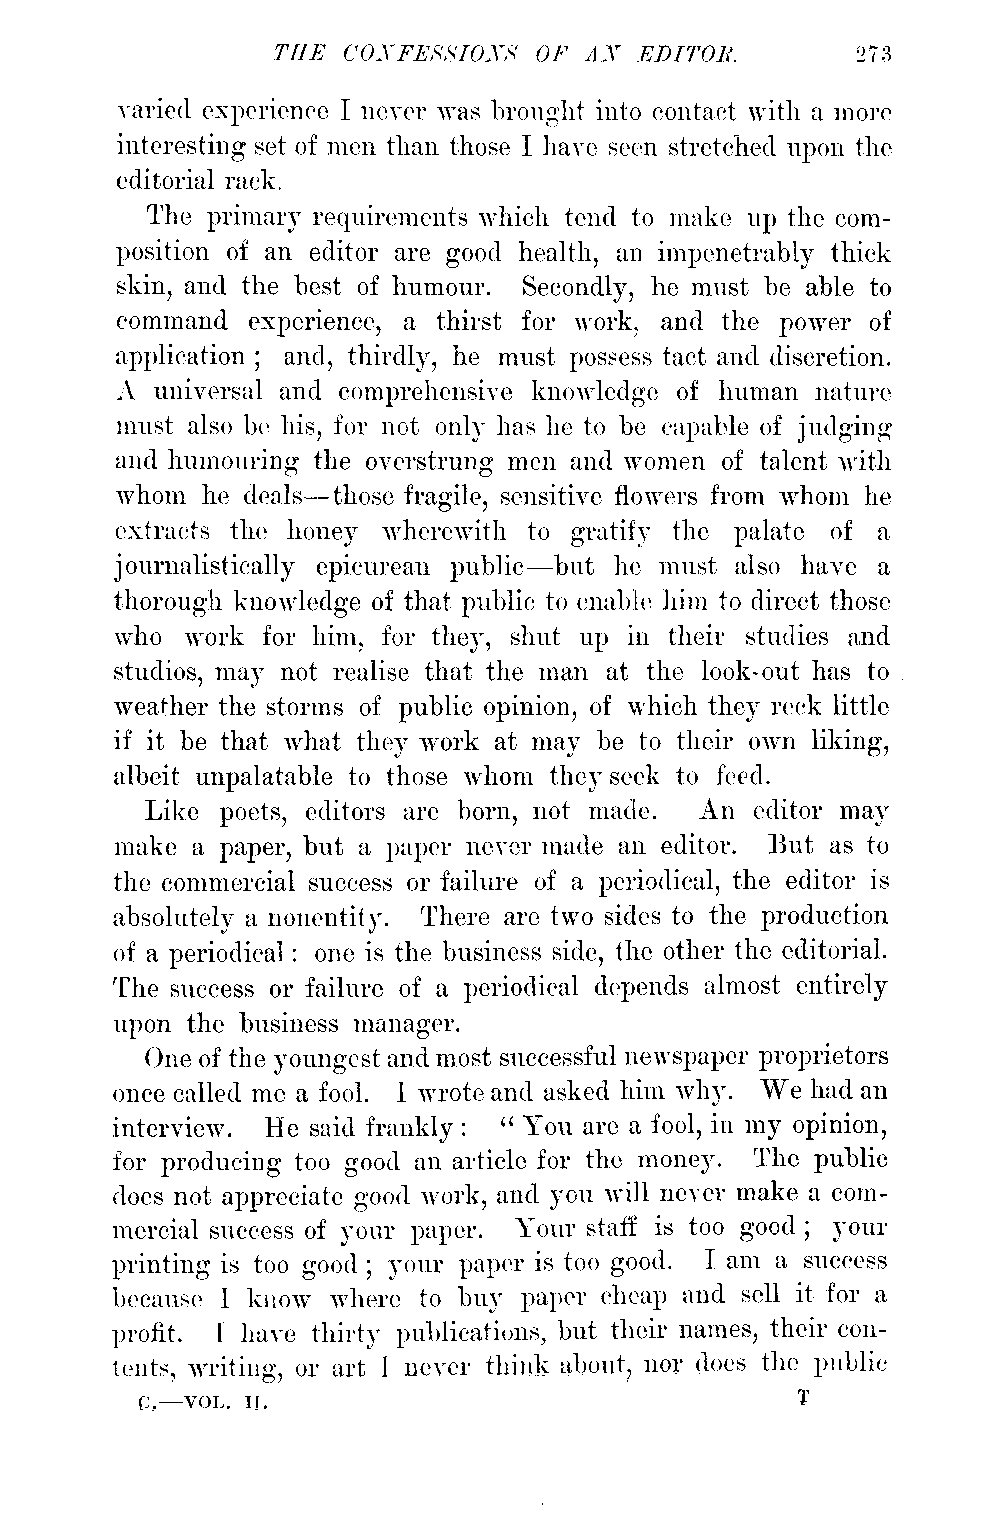 THE CONFESSIONS OF AN EDITOR. 273
varied experience I never was brought into contact with a more
interesting set of men than those I have seen stretched upon the
editorial rack.
The primary requirements which tend to make up the com-
position of an editor are good health, an impenetrably thick
skin, and the best of humour. Secondly, he must be able to
command experience, a thirst for work, and the power of
application ; and, thirdly, he must possess tact and discretion.
A universal and comprehensive knowledge of human nature
must also be his, for not only has he to be capable of judging
and humouring the overstrung men and women of talent with
whom he deals—those fragile, sensitive flowers from whom he
extracts the honey wherewith to gratify the palate of a
journalistically epicurean public—but he must also have a
thorough knowledge of that public to enable him to direct those
who work for him, for they, shut up in their studies and
studios, may not realise that the man at the look-out has to
weather the storms of public opinion, of which they reck little
if it be that what they work at may be to their own liking,
albeit unpalatable to those whom they seek to feed.
Like poets, editors are born, not made. An editor may
make a paper, but a paper never made an editor. But as to
the commercial success or failure of a periodical, the editor is
absolutely a nonentity. There are two sides to the production
of a periodical : one is the business side, the other the editorial.
The success or failure of a periodical depends almost entirely
upon the business manager.
One of the youngest and most successful newspaper proprietors
once called me a fool. I wrote and asked him why. We had an
interview. He said frankly : " You are a fool, in my opinion,
for producing too good an article for the money. The public
does not appreciate good work, and you will never make a com-
mercial success of your paper. Your staff is too good ; your
printing is too good ; your paper is too good. I am a success
because I know where to buy paper cheap and sell it for a
profit. I have thirty publications, but their names, their con-
tents, writing, or art I never think about, nor does the public
C.—VOL. II. T